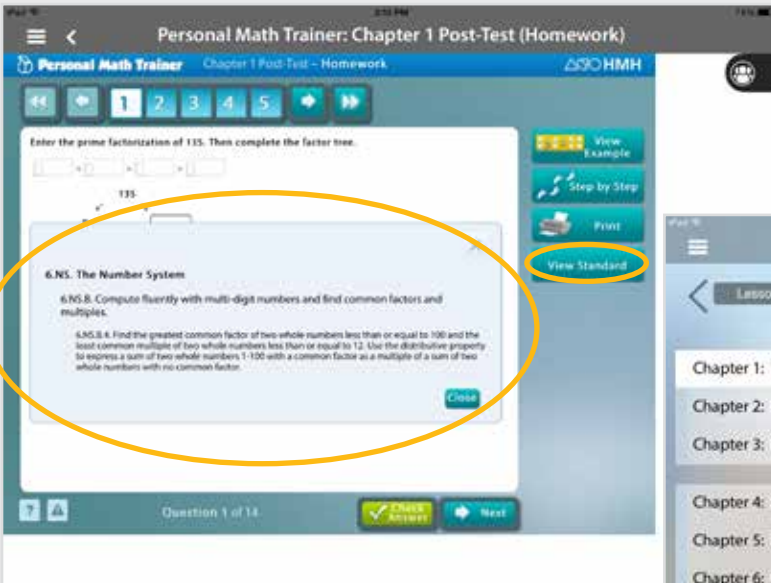 Personal Math Trainer: Chapter 1 Post-Test (Homework)
Personal Math Trainer Chapter 1 Post-Test - Homework HMH
1 2 3 4 5
Enter the prime factorization of 135. Then complete the factor tree.
135
View
Example
Step by Step
Print
View Standard
6.NS. The Number System
6.NS.B. Compute fluently with multi-digit numbers and find common factors and
multiples.
6.NS.B.4. Find the greatest common factor of two whole numbers less than or equal to 100 and the
least common multiple of two whole numbers less than or equal to 12. Use the distributive property
to express a sum of two whole numbers 1-100 with a common factor as a multiple of a sum of two
whole numbers with no common factor.
Close
? Question 1 of 14
Check
Answer
Next
Chapter 1:
Chapter 2:
Chapter 3:
Chapter 4:
Chapter 5:
Chapter 6: